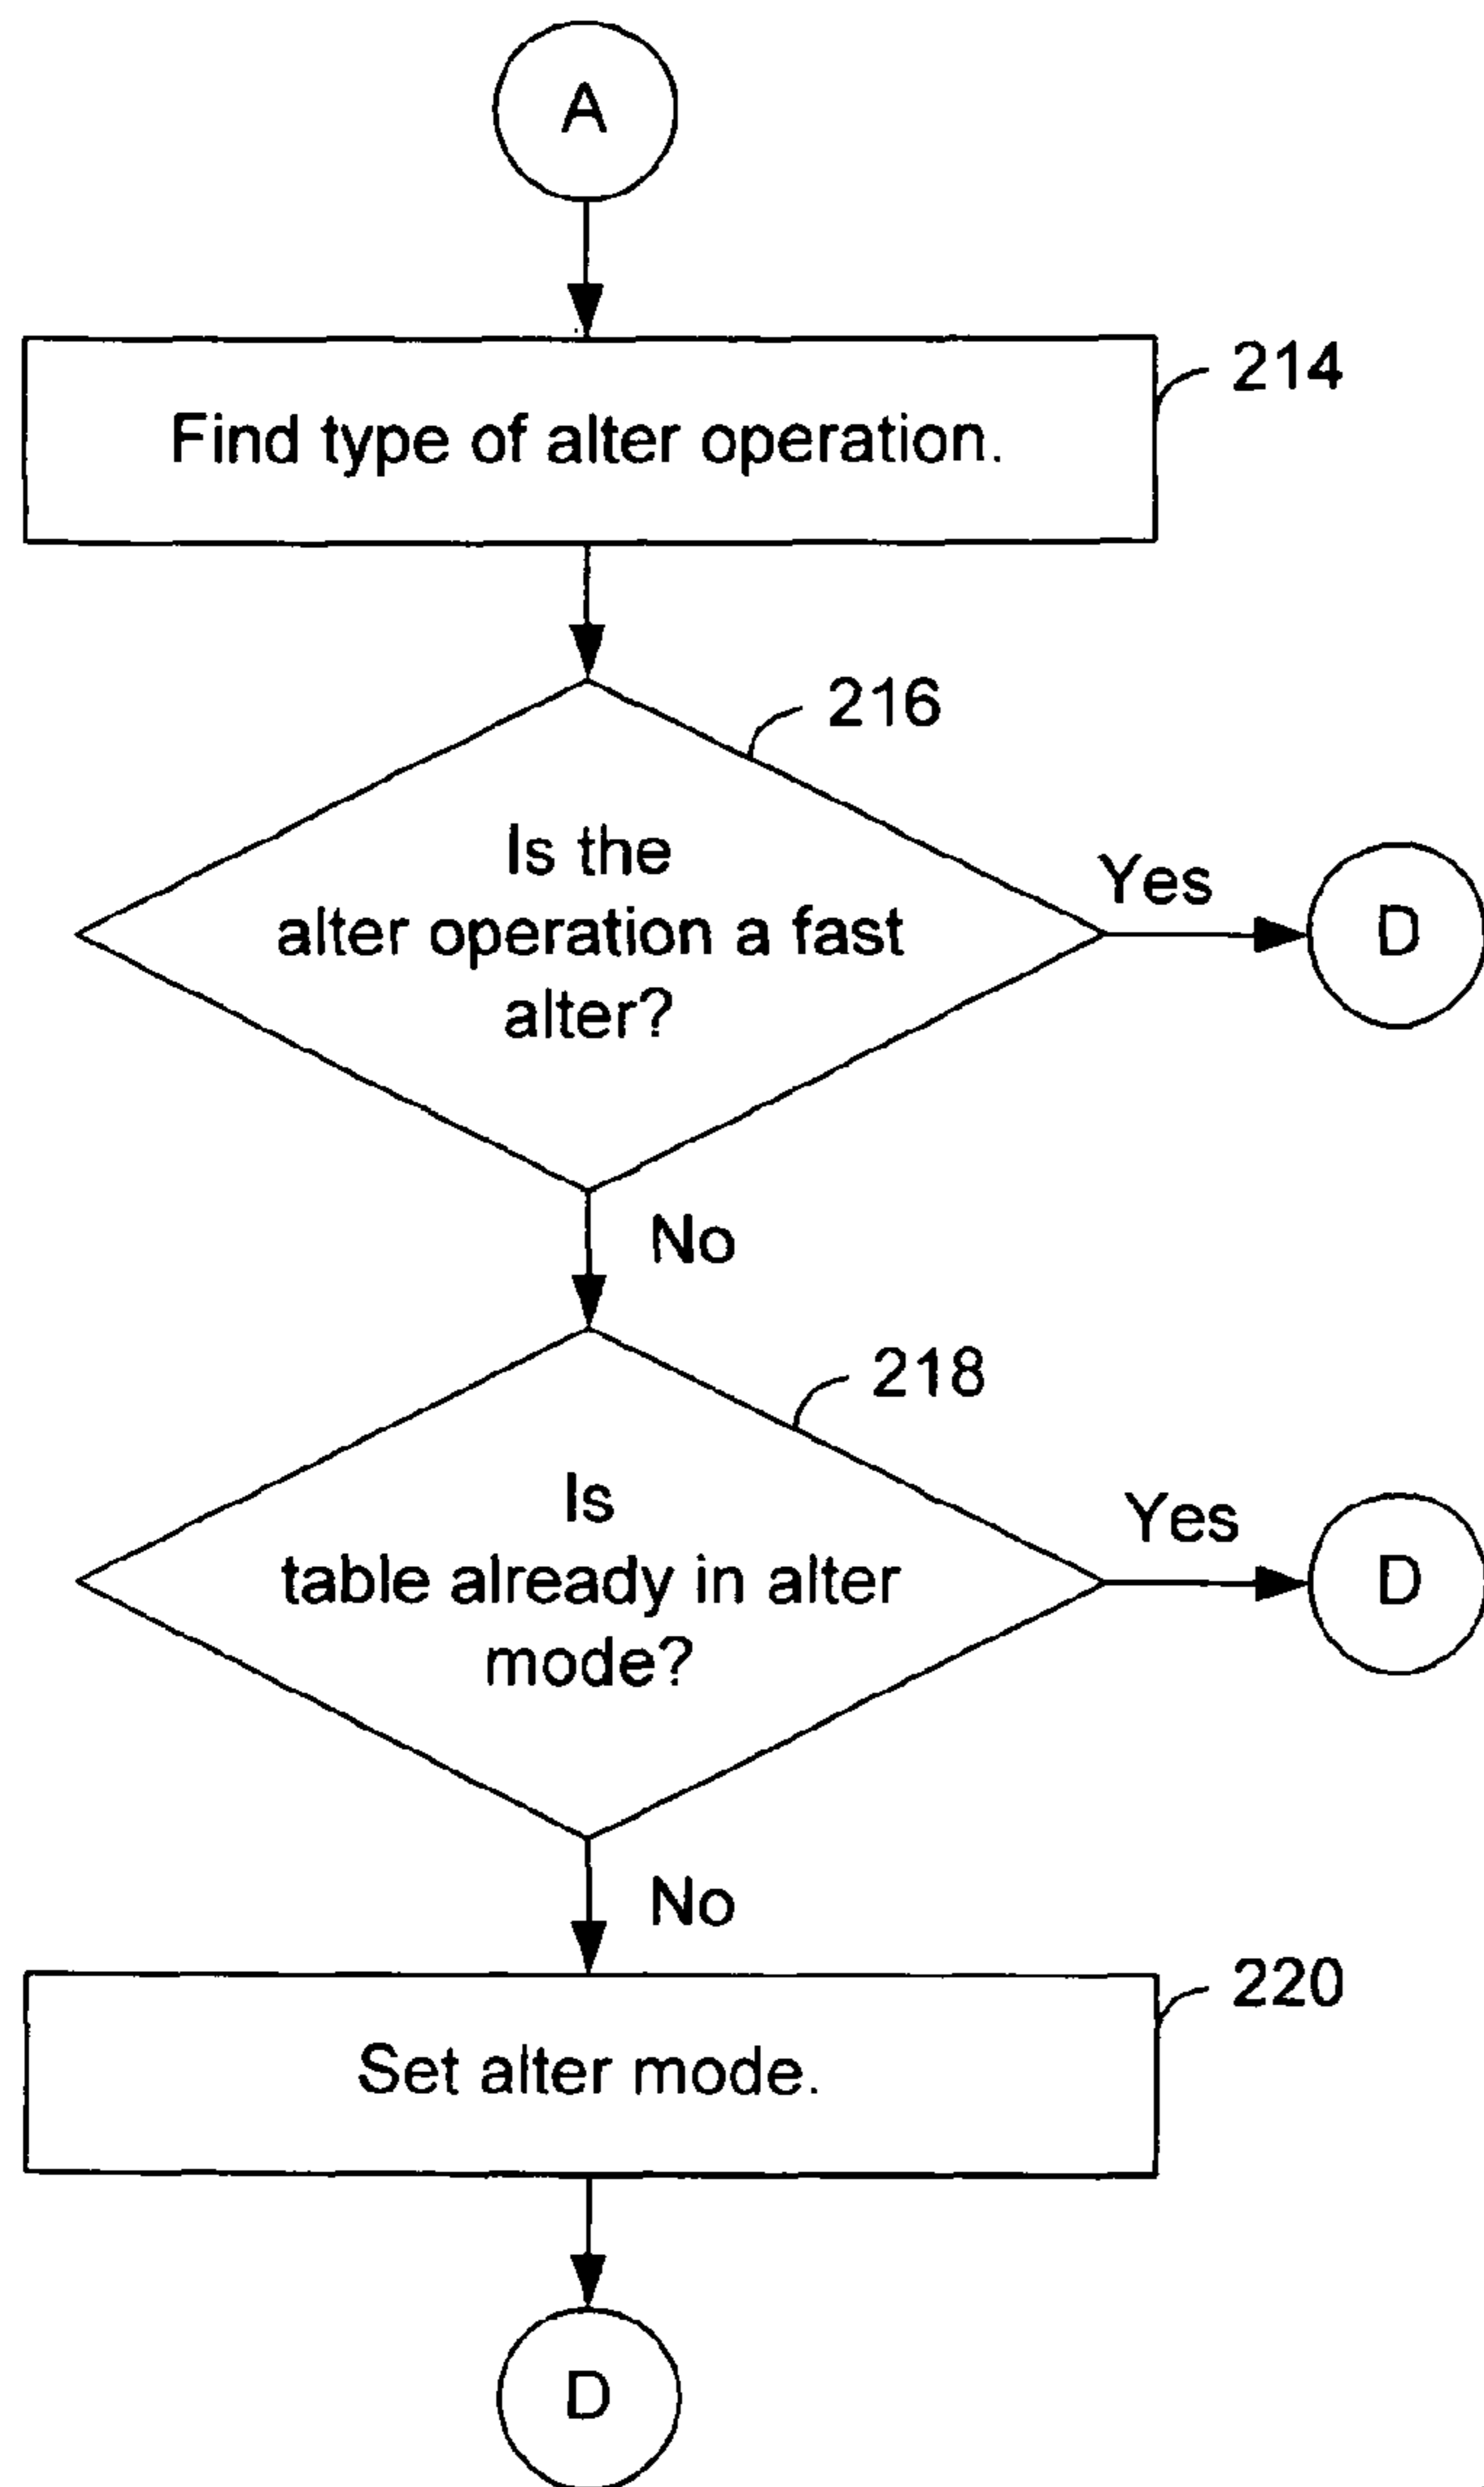 A
214
Find type of alter operation.
216
Is the
alter operation a fast
alter?
Yes
D
No
218
Is
table already in alter
mode?
Yes
D
No
220
Set alter mode.
D